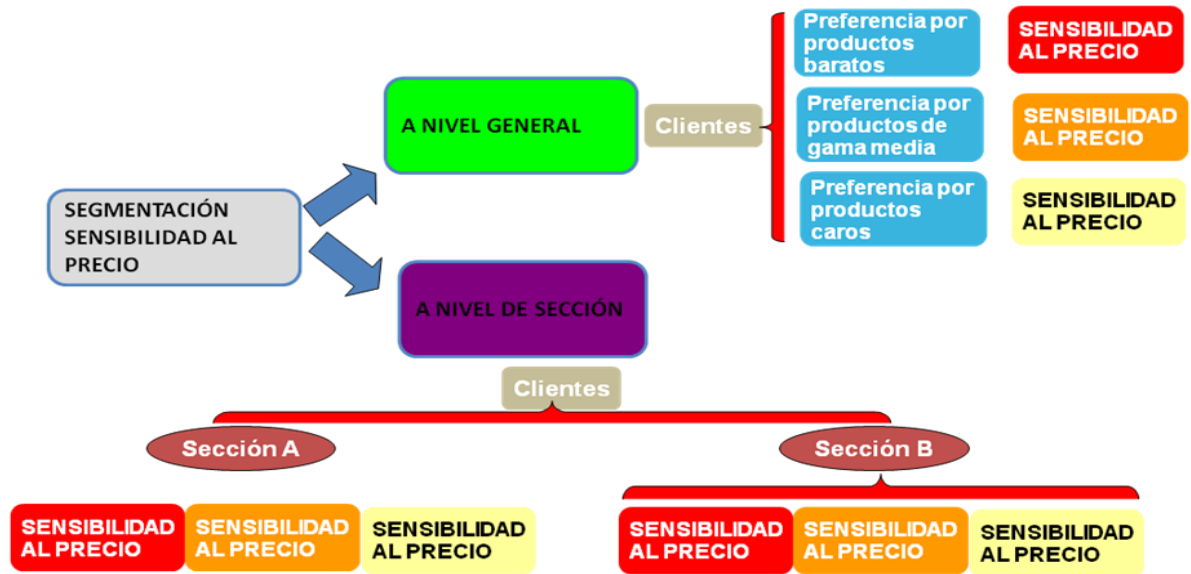 SEGMENTACIÓN
SENSIBILIDAD AL
PRECIO
A NIVEL GENERAL
Clientes
Preferencia por
productos
baratos
SENSIBILIDAD
AL PRECIO
Preferencia por
productos de
gama media
SENSIBILIDAD
AL PRECIO
Preferencia por
productos
caros
SENSIBILIDAD
AL PRECIO
A NIVEL DE SECCIÓN
Clientes
Sección A
SENSIBILIDAD
AL PRECIO
SENSIBILIDAD
AL PRECIO
SENSIBILIDAD
AL PRECIO
Sección B
SENSIBILIDAD
AL PRECIO
SENSIBILIDAD
AL PRECIO
SENSIBILIDAD
AL PRECIO